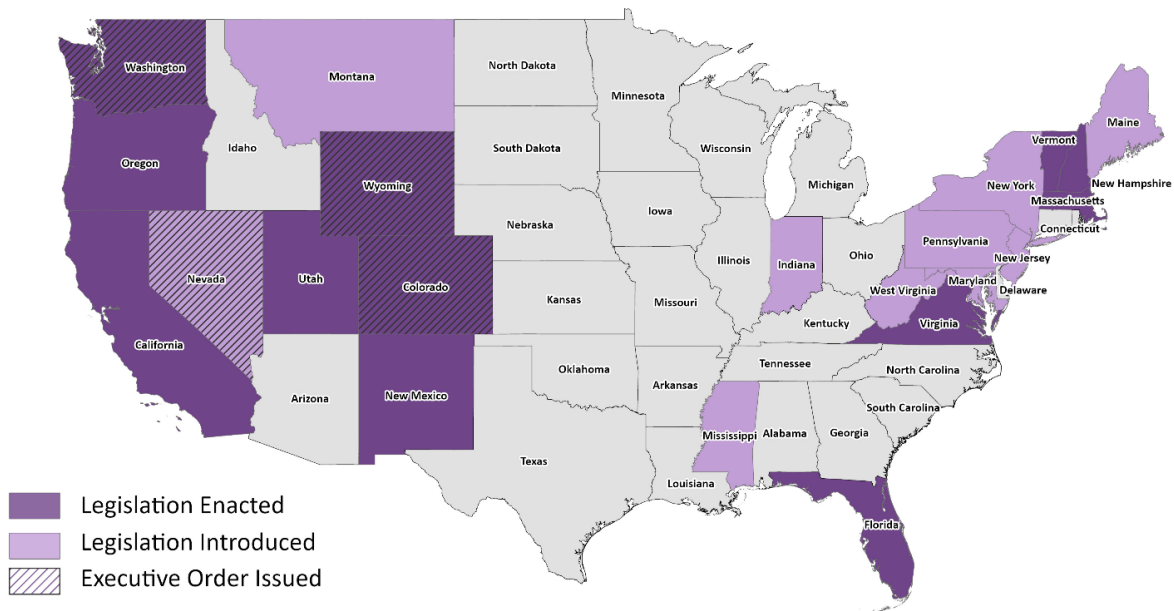 Washington
Montana
North Dakota
Minnesota
Maine
Vermont
Oregon
Idaho
South Dakota
Wisconsin
Wyoming
Michigan
New York
New Hampshire
Massachusetts
Iowa
Connecticut
Nebraska
Pennsylvania
Nevada
Utah
Colorado
Illinois
Indiana
Ohio
New Jersey
Maryland
West Virginia
Delaware
Kansas
Missouri
Kentucky
Virginia
California
Tennessee
Oklahoma
North Carolina
Arkansas
Arizona
New Mexico
South Carolina
Mississippi
Alabama
Georgia
Texas
Louisiana
Florida
Legislation Enacted
Legislation Introduced
Executive Order Issued